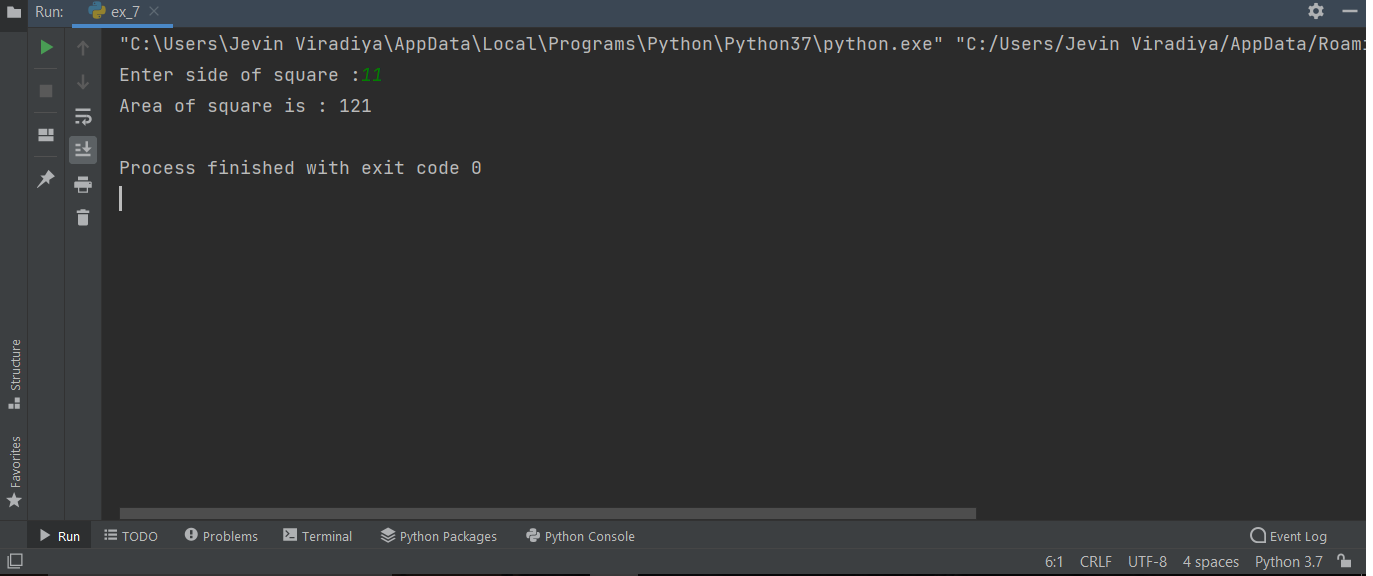 Run: ex_7
"C:\Users\Jevin Viradiya\AppData\Local\Programs\Python\Python37\python.exe" "C:/Users/Jevin Viradiya/AppData/Roami
Enter side of square :11
Area of square is : 121
Process finished with exit code 0
Structure
Favorites
Run TODO Problems Terminal Python Packages Python Console Event Log
6:1 CRLF UTF-8 4 spaces Python 3.7